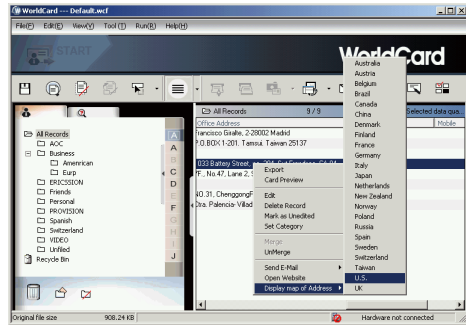 WorldCard --- Default.wcf
File(F) Edit(E) View(V) Tool (T) Run(R) Help(H)
START
WorldCard
All Records 9 / 9 Selected data qua...
Office Address Mobile
Francisco Giralte, 2-28002 Madrid
P.O.BOX 1-201. Tamsui. Taiwan 25137
033 Battery Street,
7F., No.47, Lane 2,
NO.31, Chenggong
Ctra. Palencia- Villad
All Records
AOC
Business
Amenrican
Eurp
ERICSSON
Friends
Personal
PROVISION
Spanish
Switzerland
VIDEO
Unfiled
Recycle Bin
A
A
B
C
D
E
F
G
H
I
J
Export
Card Preview
Edit
Delete Record
Mark as Unedited
Set Category
Merge
UnMerge
Send E-Mail
Open Website
Display map of Address
Australia
Austria
Belgium
Brazil
Canada
China
Denmark
Finland
France
Germany
Italy
Japan
Netherlands
New Zealand
Norway
Poland
Russia
Spain
Sweden
Switzerland
Taiwan
U.S.
UK
Original file size 908.24 KB Hardware not connected